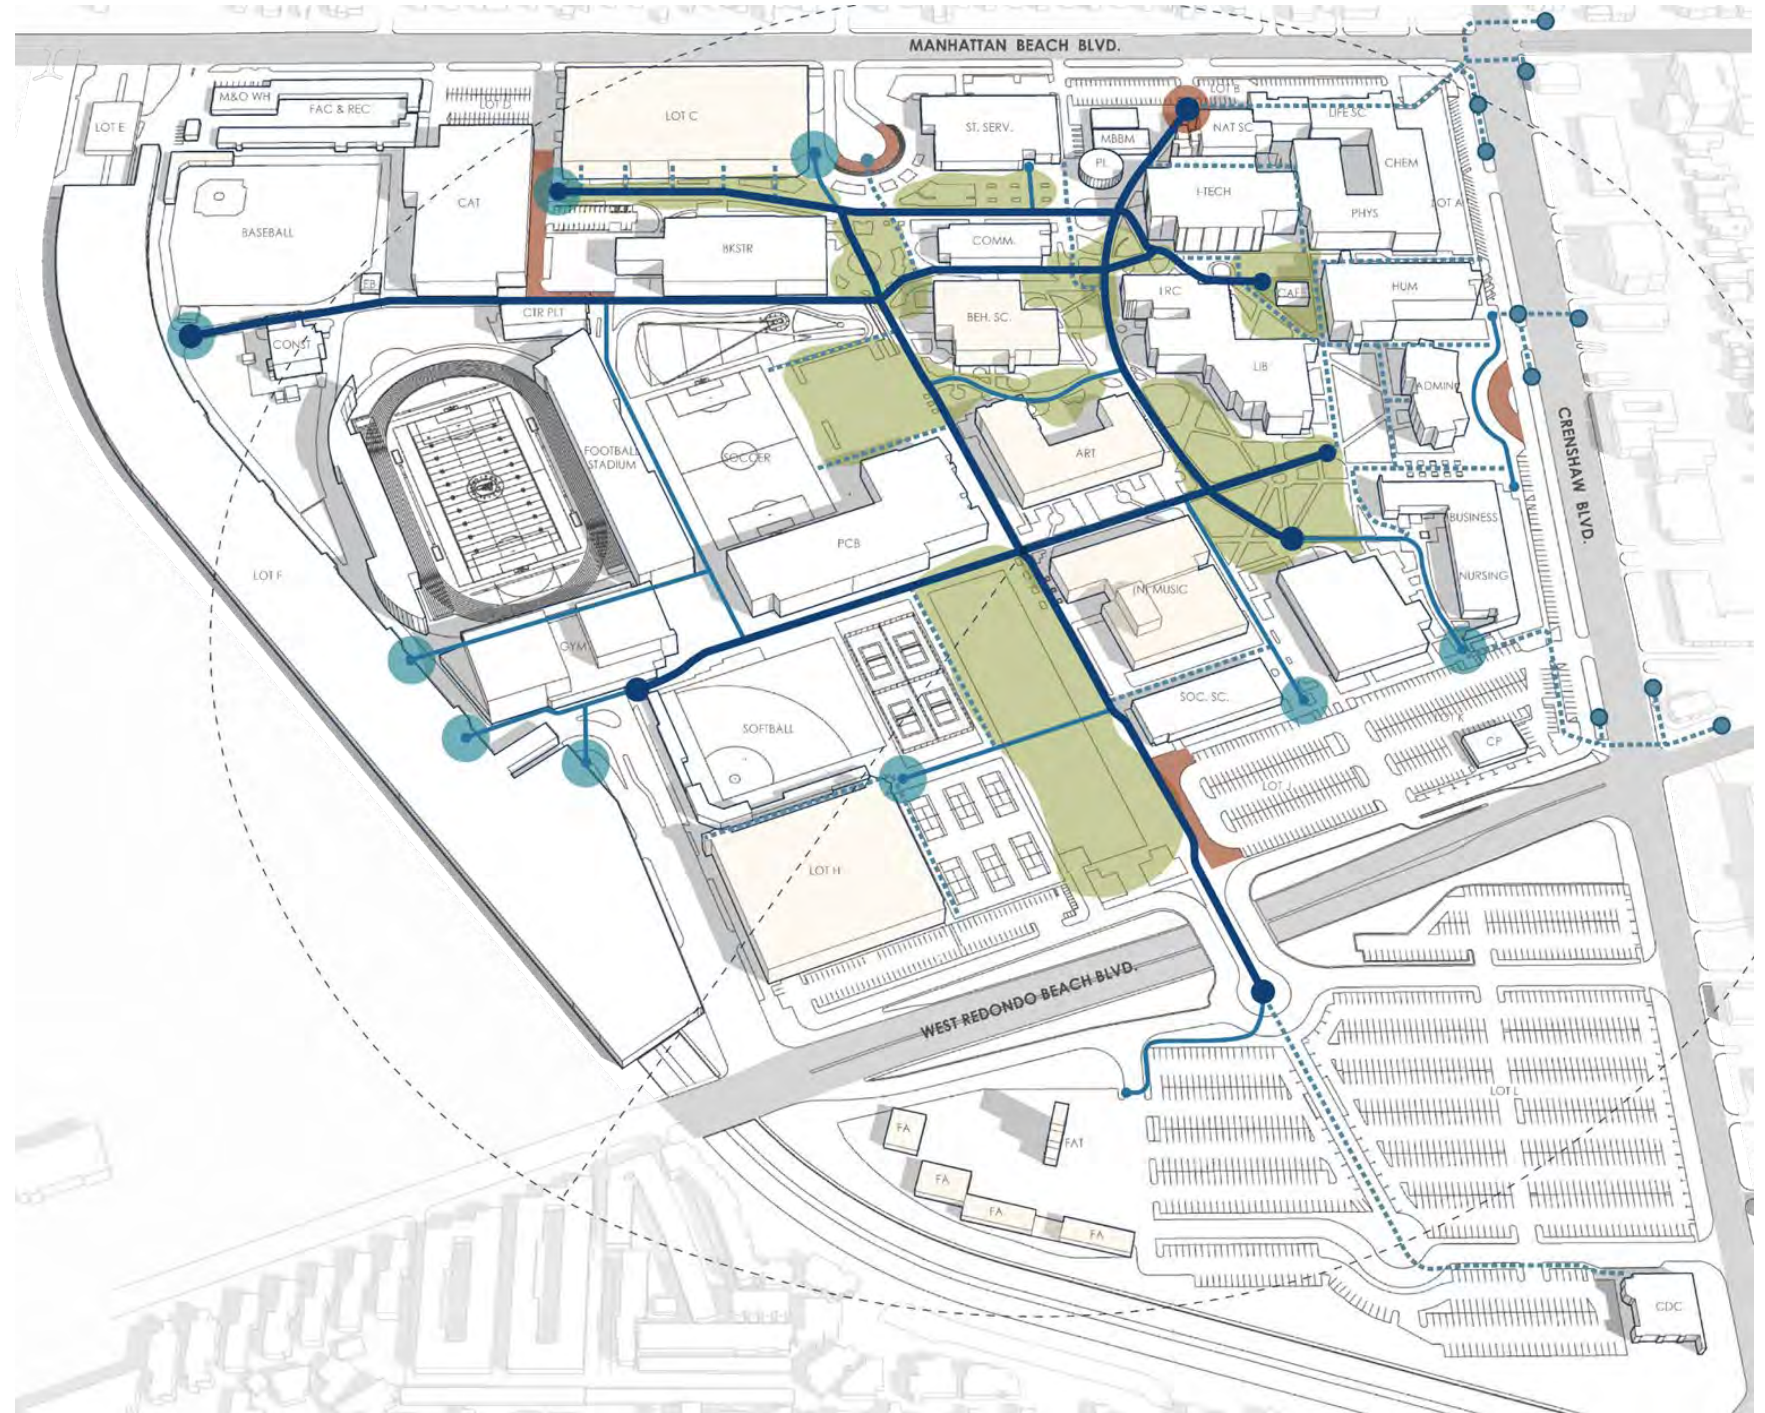 MANHATTAN BEACH BLVD.
M&O WH
LOT D
FAC & REC
LOT E
LOT C
ST. SERV.
LOT B
MBBM
NAT SC
LIFE SC.
PL.
CHEM
I-TECH
LOT A
PHYS
CAT
BASEBALL
BKSTR
COMM.
P.B.
LRC
CAFE
HUM
CTR PLT
BEH. SC.
CONST
LIB
ADMIN
CRENSHAW BLVD.
FOOTBALL
STADIUM
SOCCER
ART
BUSINESS
PCB
LOT F
NURSING
(N) MUSIC
GYM
SOC. SC.
LOT K
SOFTBALL
CP
LOT J
LOT H
WEST REDONDO BEACH BLVD.
LOT L
FA
FAT
FA
FA
FA
CDC